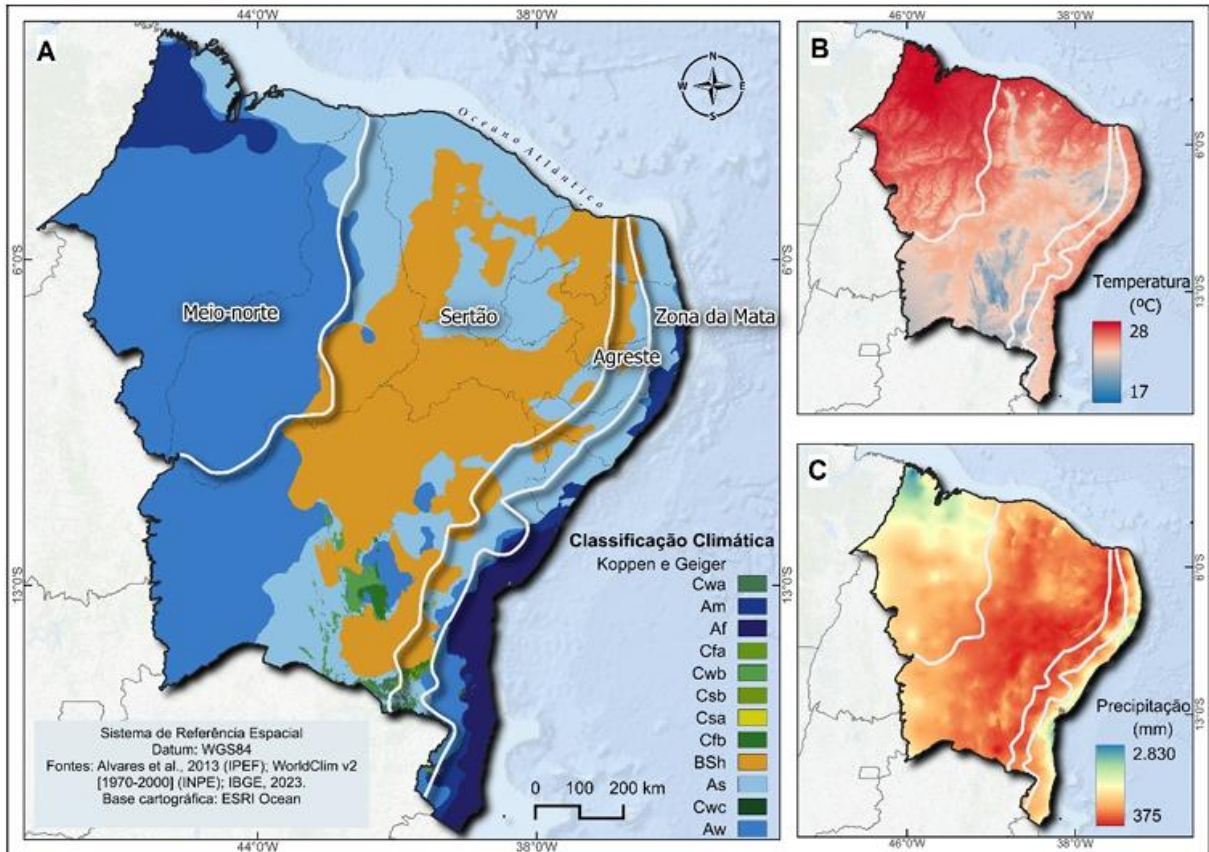 44°0'W
38°0'W
A
N
W
E
S
Oceano Atlântico
6°0'S
6°0'S
Meio-norte
Sertão
Zona da Mata
Agreste
13°0'S
13°0'S
Classificação Climática
Koppen e Geiger
Cwa
Am
Af
Cfa
Cwb
Csb
Csa
Cfb
BSh
As
Cwc
Aw
Sistema de Referência Espacial
Datum: WGS84
Fontes: Alvares et al., 2013 (IPEF); WorldClim v2
[1970-2000] (INPE); IBGE, 2023.
Base cartográfica: ESRI Ocean
0 100 200 km
44°0'W
38°0'W
46°0'W
38°0'W
B
6°0'S
13°0'S
Temperatura
(ºC)
28
17
C
6°0'S
13°0'S
Precipitação
(mm)
2.830
375
46°0'W
38°0'W